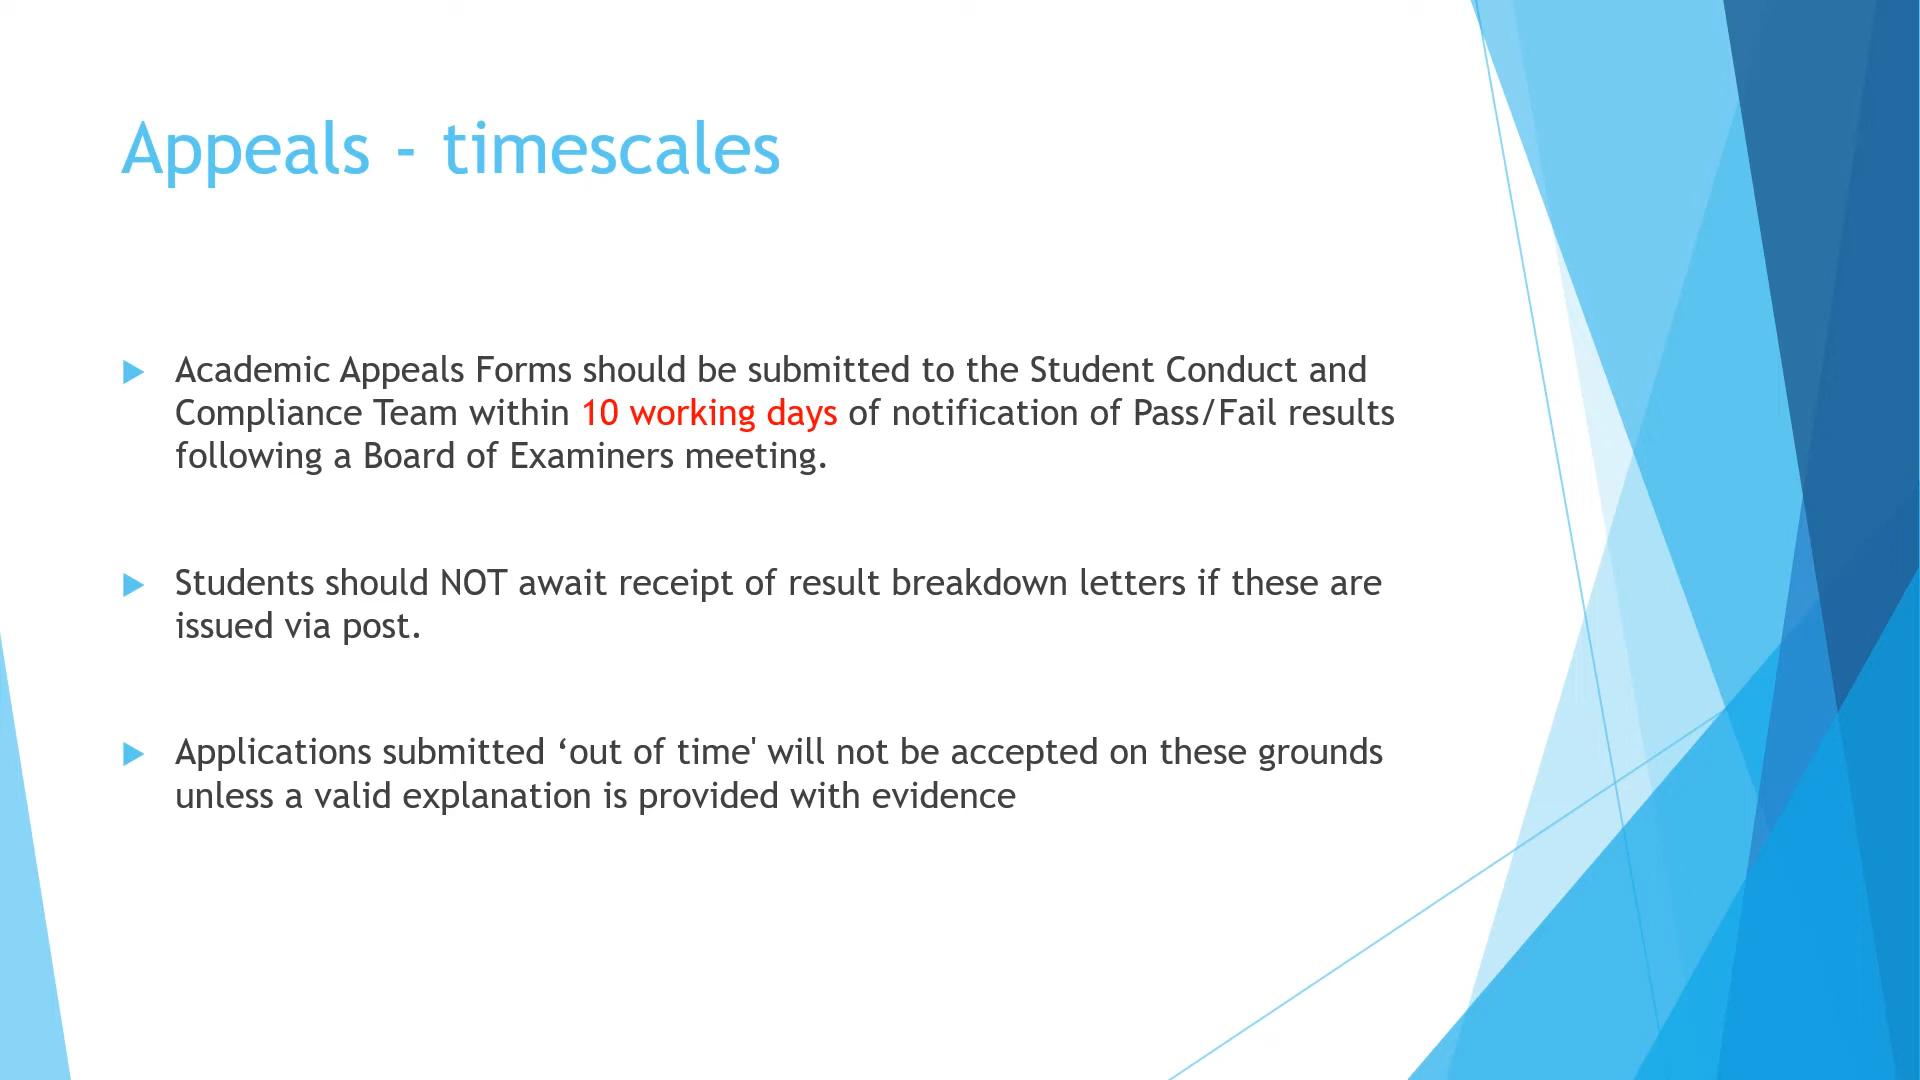 Appeals - timescales
Academic Appeals Forms should be submitted to the Student Conduct and
Compliance Team within 10 working days of notification of Pass/Fail results
following a Board of Examiners meeting.
Students should NOT await receipt of result breakdown letters if these are
issued via post.
Applications submitted ‘out of time' will not be accepted on these grounds
unless a valid explanation is provided with evidence